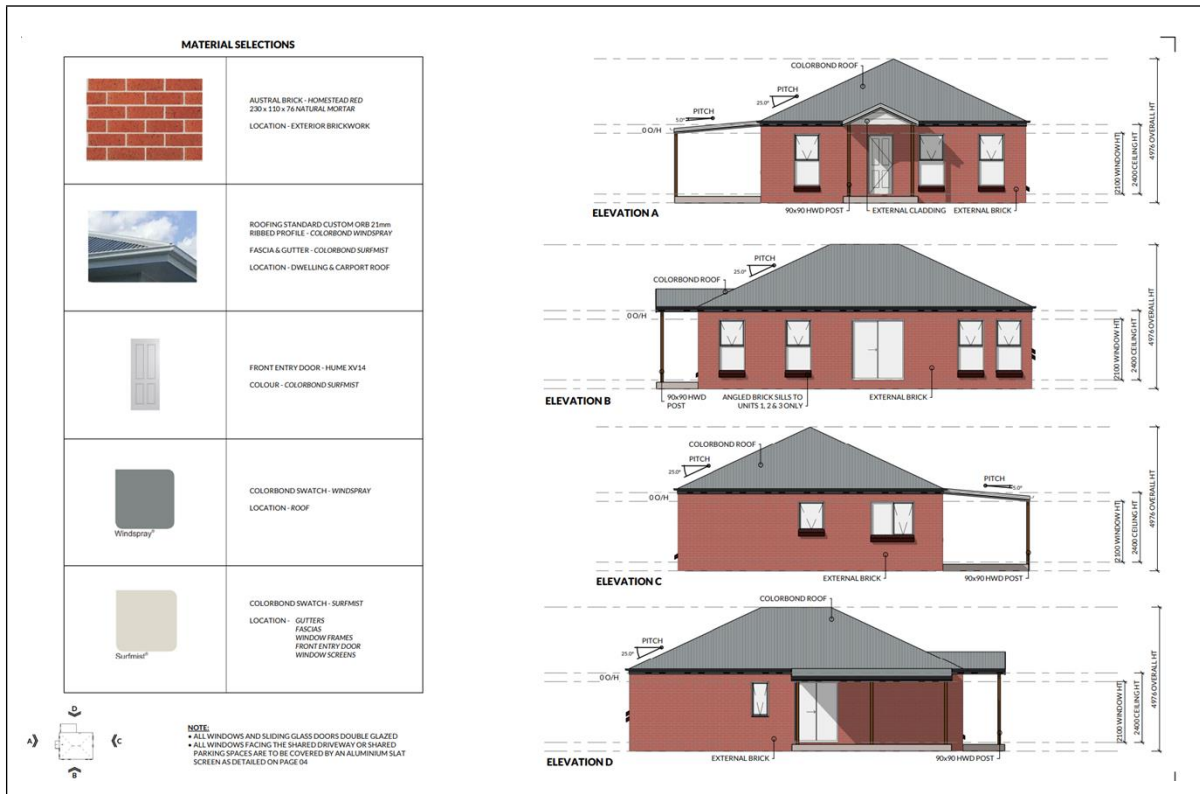 MATERIAL SELECTIONS
AUSTRAL BRICK - HOMESTEAD RED
230 x 110 x 76 NATURAL MORTAR
LOCATION - EXTERIOR BRICKWORK
ROOFING STANDARD CUSTOM ORB 21mm
RIBBED PROFILE - COLORBOND WINDSPRAY
FASCIA & GUTTER - COLORBOND SURFMIST
LOCATION - DWELLING & CARPORT ROOF
FRONT ENTRY DOOR - HUME XV14
COLOUR - COLORBOND SURFMIST
Windspray®
COLORBOND SWATCH - WINDSPRAY
LOCATION - ROOF
Surfmist®
COLORBOND SWATCH - SURFMIST
LOCATION - GUTTERS
FASCIAS
WINDOW FRAMES
FRONT ENTRY DOOR
WINDOW SCREENS
D
A
C
B
NOTE:
• ALL WINDOWS AND SLIDING GLASS DOORS DOUBLE GLAZED
• ALL WINDOWS FACING THE SHARED DRIVEWAY OR SHARED
PARKING SPACES ARE TO BE COVERED BY AN ALUMINIUM SLAT
SCREEN AS DETAILED ON PAGE 04
COLORBOND ROOF
PITCH
25.0°
PITCH
5.0°
0 O/H
2100 WINDOW HT
2400 CEILING HT
4976 OVERALL HT
90x90 HWD POST
EXTERNAL CLADDING
EXTERNAL BRICK
ELEVATION A
PITCH
25.0°
COLORBOND ROOF
0 O/H
2100 WINDOW HT
2400 CEILING HT
4976 OVERALL HT
90x90 HWD
POST
ANGLED BRICK SILLS TO
UNITS 1, 2 & 3 ONLY
EXTERNAL BRICK
ELEVATION B
COLORBOND ROOF
PITCH
25.0°
PITCH
5.0°
0 O/H
2100 WINDOW HT
2400 CEILING HT
4976 OVERALL HT
EXTERNAL BRICK
90x90 HWD POST
ELEVATION C
COLORBOND ROOF
PITCH
25.0°
0 O/H
2100 WINDOW HT
2400 CEILING HT
4976 OVERALL HT
EXTERNAL BRICK
90x90 HWD POST
ELEVATION D